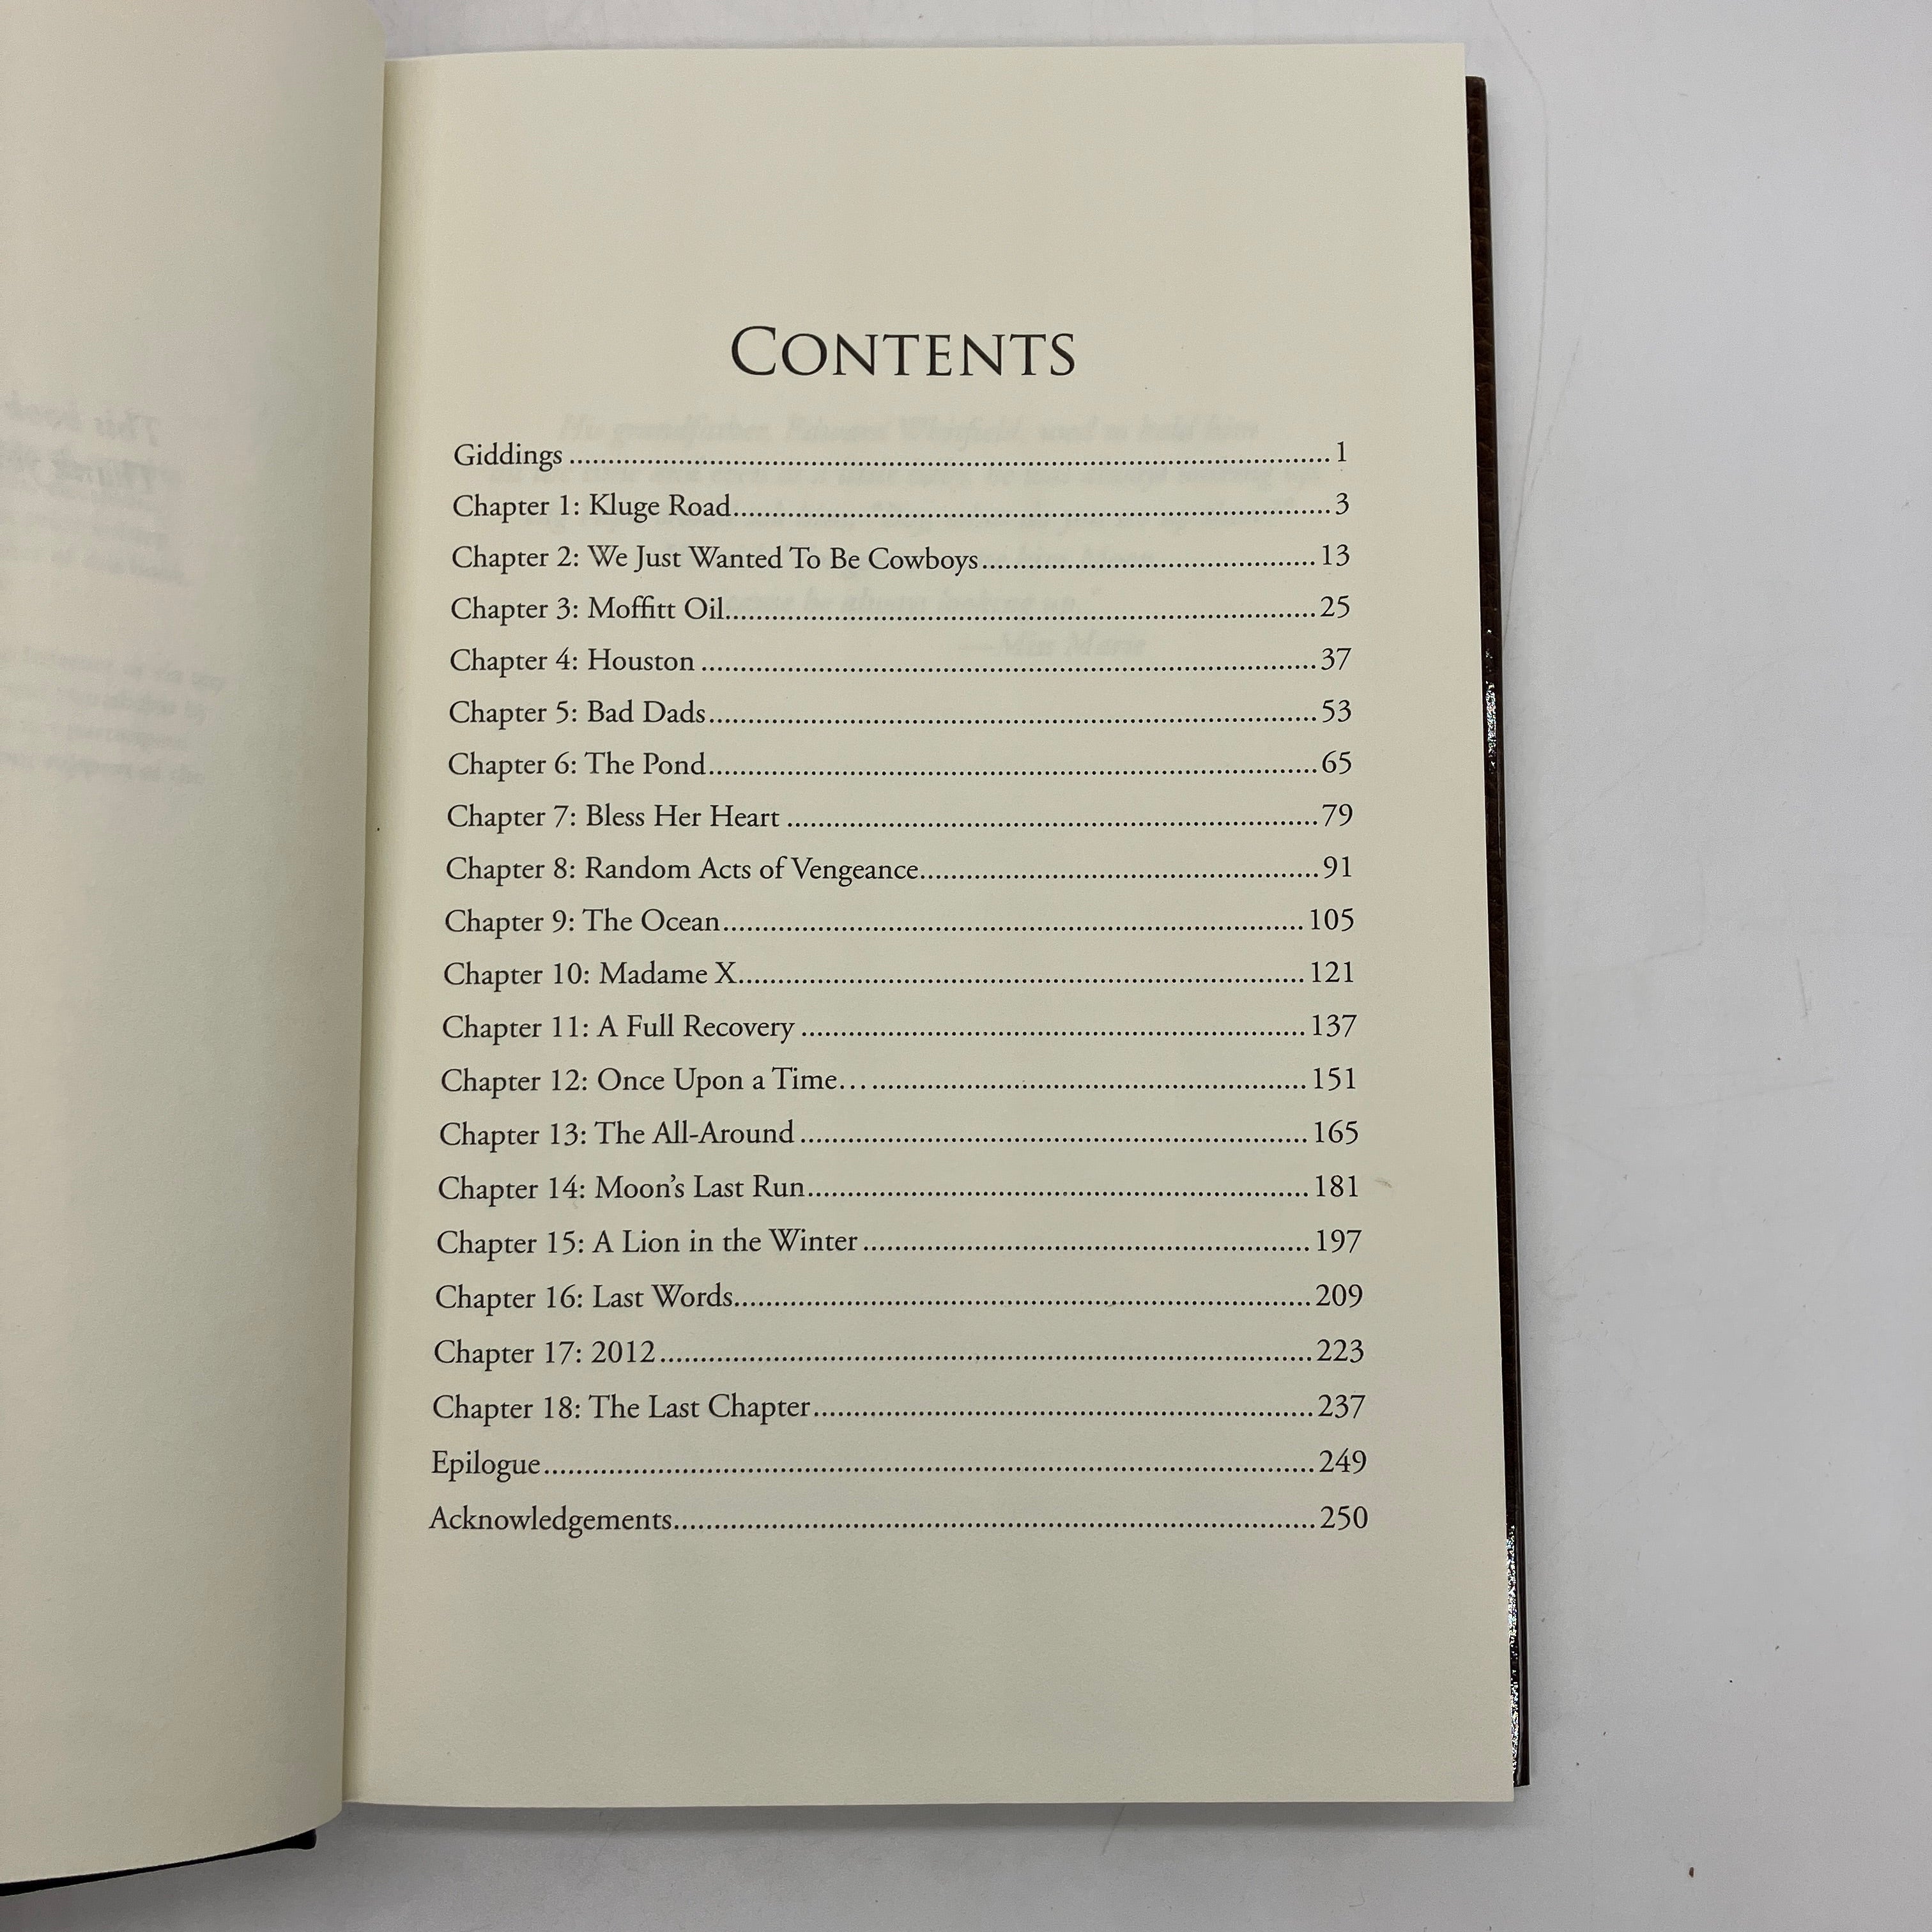 This book
Thank you
CONTENTS
Giddings ........ 1
Chapter 1: Kluge Road ........ 3
Chapter 2: We Just Wanted To Be Cowboys ........ 13
Chapter 3: Moffitt Oil ........ 25
Chapter 4: Houston ........ 37
Chapter 5: Bad Dads ........ 53
Chapter 6: The Pond ........ 65
Chapter 7: Bless Her Heart ........ 79
Chapter 8: Random Acts of Vengeance ........ 91
Chapter 9: The Ocean ........ 105
Chapter 10: Madame X ........ 121
Chapter 11: A Full Recovery ........ 137
Chapter 12: Once Upon a Time... ........ 151
Chapter 13: The All-Around ........ 165
Chapter 14: Moon's Last Run ........ 181
Chapter 15: A Lion in the Winter ........ 197
Chapter 16: Last Words ........ 209
Chapter 17: 2012 ........ 223
Chapter 18: The Last Chapter ........ 237
Epilogue ........ 249
Acknowledgements ........ 250